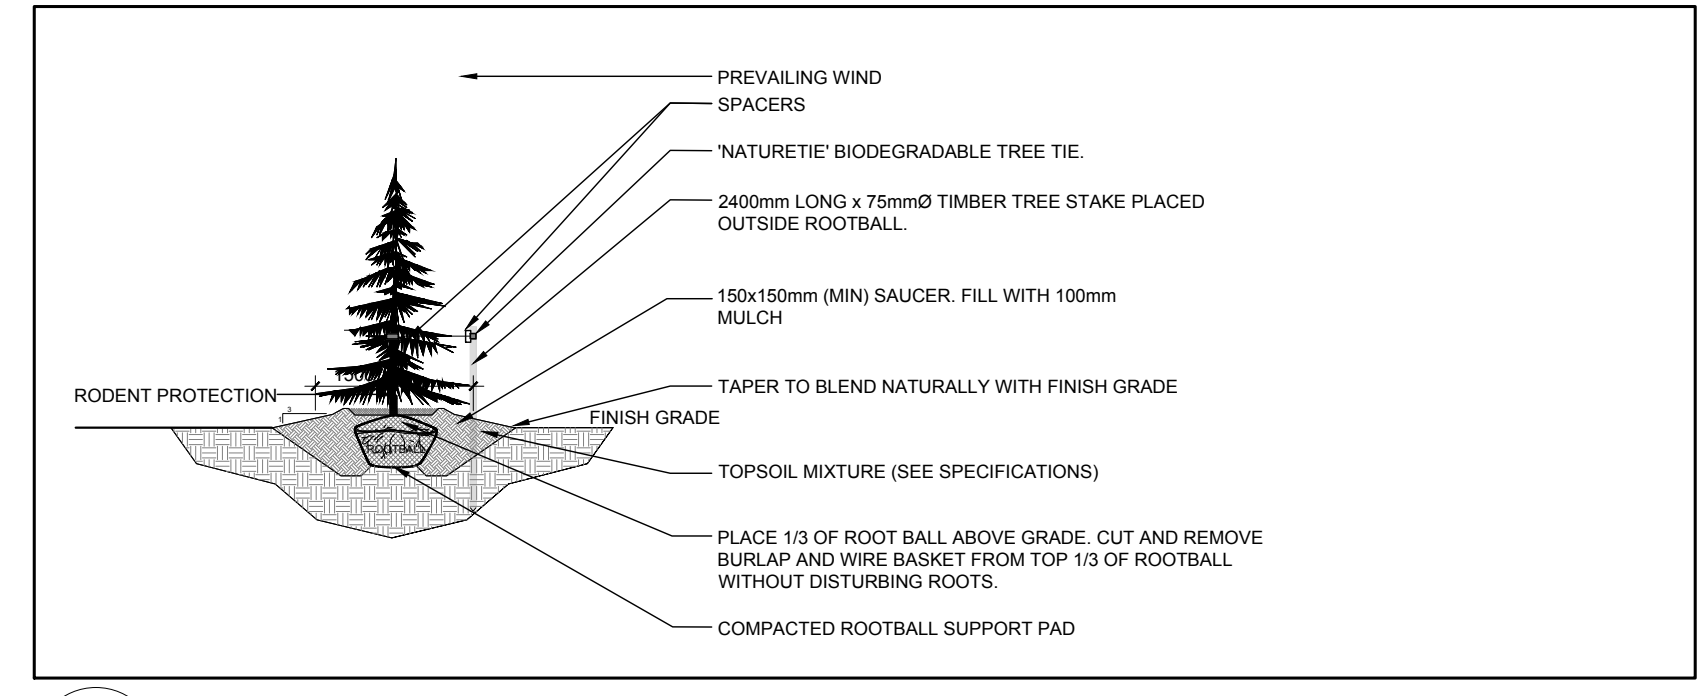 PREVAILING WIND
SPACERS
'NATURETIE' BIODEGRADABLE TREE TIE.
2400mm LONG x 75mmØ TIMBER TREE STAKE PLACED
OUTSIDE ROOTBALL.
150x150mm (MIN) SAUCER. FILL WITH 100mm
MULCH
RODENT PROTECTION
TAPER TO BLEND NATURALLY WITH FINISH GRADE
3
1
FINISH GRADE
ROOTBALL
TOPSOIL MIXTURE (SEE SPECIFICATIONS)
PLACE 1/3 OF ROOT BALL ABOVE GRADE. CUT AND REMOVE
BURLAP AND WIRE BASKET FROM TOP 1/3 OF ROOTBALL
WITHOUT DISTURBING ROOTS.
COMPACTED ROOTBALL SUPPORT PAD